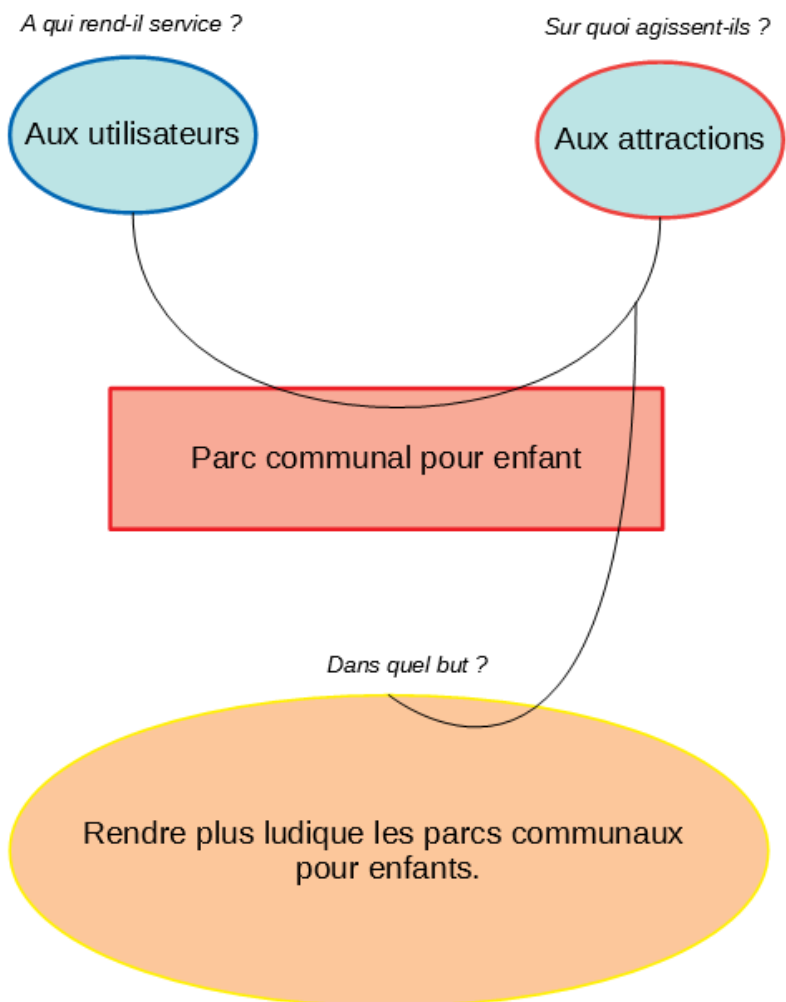 A qui rend-il service ?
Sur quoi agissent-ils ?
Aux utilisateurs
Aux attractions
Parc communal pour enfant
Dans quel but ?
Rendre plus ludique les parcs communaux
pour enfants.